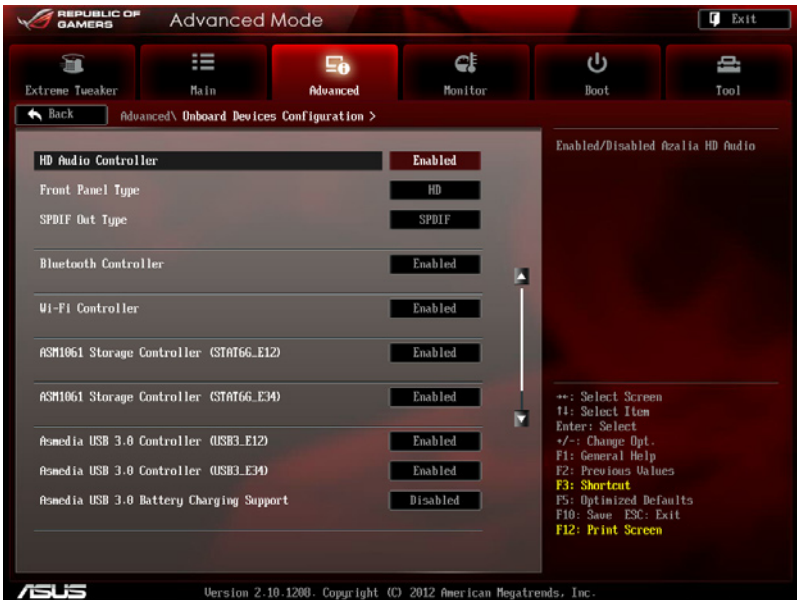 REPUBLIC OF
GAMERS
Advanced Mode
Exit
Extreme Tweaker
Main
Advanced
Monitor
Boot
Tool
Back
Advanced\ Onboard Devices Configuration >
HD Audio Controller Enabled
Front Panel Type HD
SPDIF Out Type SPDIF
Bluetooth Controller Enabled
Wi-Fi Controller Enabled
ASM1061 Storage Controller (STAT6G_E12) Enabled
ASM1061 Storage Controller (STAT6G_E34) Enabled
Asmedia USB 3.0 Controller (USB3_E12) Enabled
Asmedia USB 3.0 Controller (USB3_E34) Enabled
Asmedia USB 3.0 Battery Charging Support Disabled
Enabled/Disabled Azalia HD Audio
→←: Select Screen
↑↓: Select Item
Enter: Select
+/-: Change Opt.
F1: General Help
F2: Previous Values
F3: Shortcut
F5: Optimized Defaults
F10: Save ESC: Exit
F12: Print Screen
ASUS
Version 2.10.1208. Copyright (C) 2012 American Megatrends, Inc.